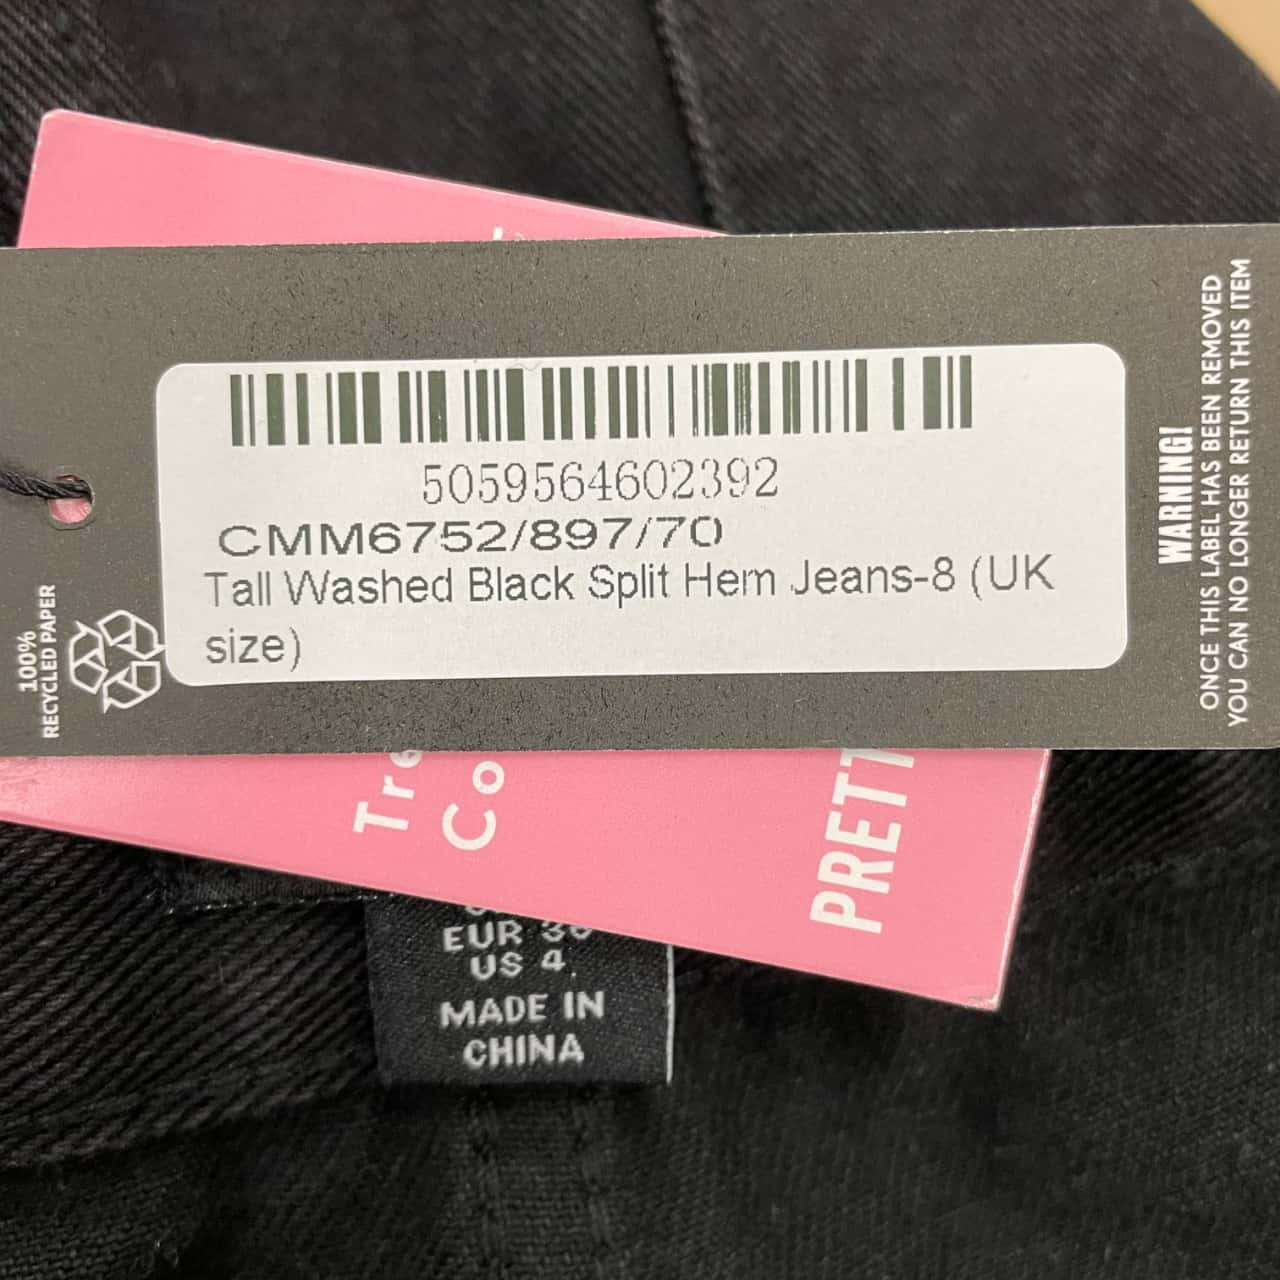 5059564602392
CMM6752/897/70
Tall Washed Black Split Hem Jeans-8 (UK
size)
100%
RECYCLED PAPER
WARNING!
ONCE THIS LABEL HAS BEEN REMOVED
YOU CAN NO LONGER RETURN THIS ITEM
EUR
US 4
MADE IN
CHINA